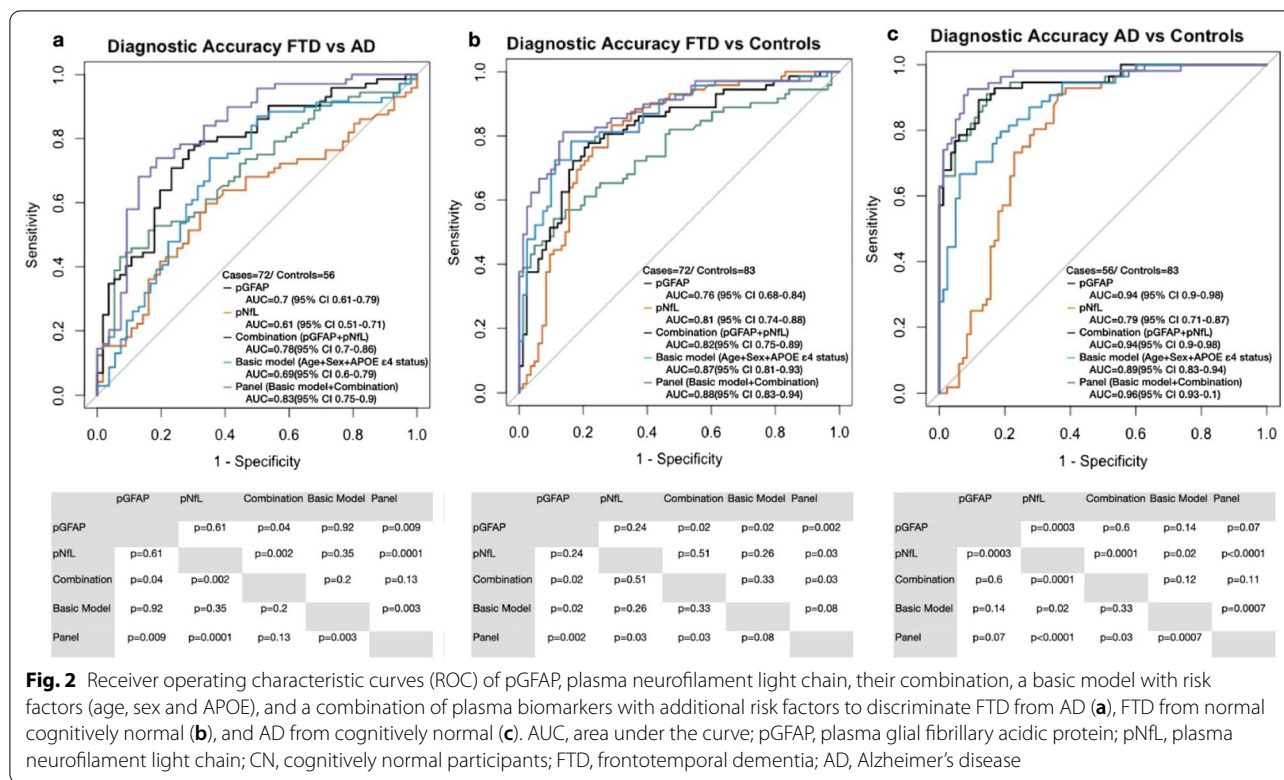 a Diagnostic Accuracy FTD vs AD
Sensitivity
1.0
0.8
0.6
0.4
0.2
0.0
Cases=72/ Controls=56
pGFAP
AUC=0.7 (95% CI 0.61-0.79)
pNfL
AUC=0.61 (95% CI 0.51-0.71)
Combination (pGFAP+pNfL)
AUC=0.78(95% CI 0.7-0.86)
Basic model (Age+Sex+APOE ε4 status)
AUC=0.69(95% CI 0.6-0.79)
Panel (Basic model+Combination)
AUC=0.83(95% CI 0.75-0.9)
0.0 0.2 0.4 0.6 0.8 1.0
1 - Specificity
b Diagnostic Accuracy FTD vs Controls
Sensitivity
1.0
0.8
0.6
0.4
0.2
0.0
Cases=72/ Controls=83
pGFAP
AUC=0.76 (95% CI 0.68-0.84)
pNfL
AUC=0.81 (95% CI 0.74-0.88)
Combination (pGFAP+pNfL)
AUC=0.82(95% CI 0.75-0.89)
Basic model (Age+Sex+APOE ε4 status)
AUC=0.87(95% CI 0.81-0.93)
Panel (Basic model+Combination)
AUC=0.88(95% CI 0.83-0.94)
0.0 0.2 0.4 0.6 0.8 1.0
1 - Specificity
c Diagnostic Accuracy AD vs Controls
Sensitivity
1.0
0.8
0.6
0.4
0.2
0.0
Cases=56/ Controls=83
pGFAP
AUC=0.94 (95% CI 0.9-0.98)
pNfL
AUC=0.79 (95% CI 0.71-0.87)
Combination (pGFAP+pNfL)
AUC=0.94(95% CI 0.9-0.98)
Basic model (Age+Sex+APOE ε4 status)
AUC=0.89(95% CI 0.83-0.94)
Panel (Basic model+Combination)
AUC=0.96(95% CI 0.93-0.1)
0.0 0.2 0.4 0.6 0.8 1.0
1 - Specificity
pGFAP pNfL Combination Basic Model Panel
pGFAP p=0.61 p=0.04 p=0.92 p=0.009
pNfL p=0.61 p=0.002 p=0.35 p=0.0001
Combination p=0.04 p=0.002 p=0.2 p=0.13
Basic Model p=0.92 p=0.35 p=0.2 p=0.003
Panel p=0.009 p=0.0001 p=0.13 p=0.003
pGFAP pNfL Combination Basic Model Panel
pGFAP p=0.24 p=0.02 p=0.02 p=0.002
pNfL p=0.24 p=0.51 p=0.26 p=0.03
Combination p=0.02 p=0.51 p=0.33 p=0.03
Basic Model p=0.02 p=0.26 p=0.33 p=0.08
Panel p=0.002 p=0.03 p=0.03 p=0.08
pGFAP pNfL Combination Basic Model Panel
pGFAP p=0.0003 p=0.6 p=0.14 p=0.07
pNfL p=0.0003 p=0.0001 p=0.02 p<0.0001
Combination p=0.6 p=0.0001 p=0.12 p=0.11
Basic Model p=0.14 p=0.02 p=0.33 p=0.0007
Panel p=0.07 p<0.0001 p=0.03 p=0.0007
Fig. 2 Receiver operating characteristic curves (ROC) of pGFAP, plasma neurofilament light chain, their combination, a basic model with risk
factors (age, sex and APOE), and a combination of plasma biomarkers with additional risk factors to discriminate FTD from AD (a), FTD from normal
cognitively normal (b), and AD from cognitively normal (c). AUC, area under the curve; pGFAP, plasma glial fibrillary acidic protein; pNfL, plasma
neurofilament light chain; CN, cognitively normal participants; FTD, frontotemporal dementia; AD, Alzheimer's disease